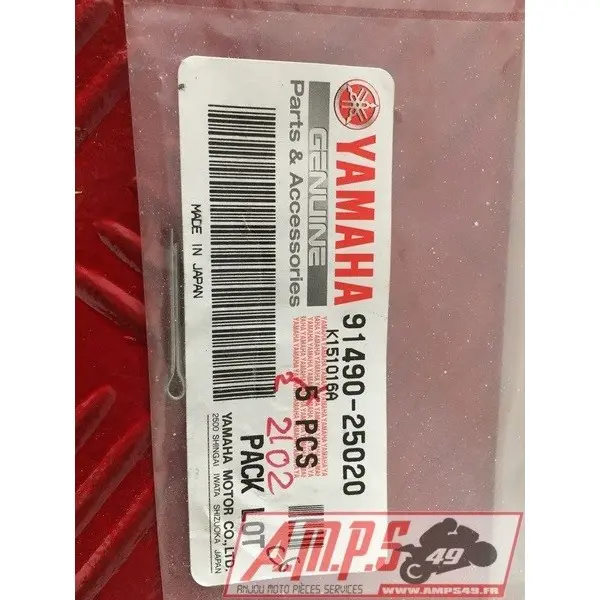 YAMAHA
GENUINE
Parts & Accessories
91490-25020
K151016A
5 PCS
2102
PACK LOT
YAMAHA MOTOR CO., LTD.
2500 SHINGAI IWATA SHIZUOKA JAPAN
MADE IN JAPAN
A.M.P.S
49
ANJOU MOTO PIÈCES SERVICES
WWW.AMPS49.FR